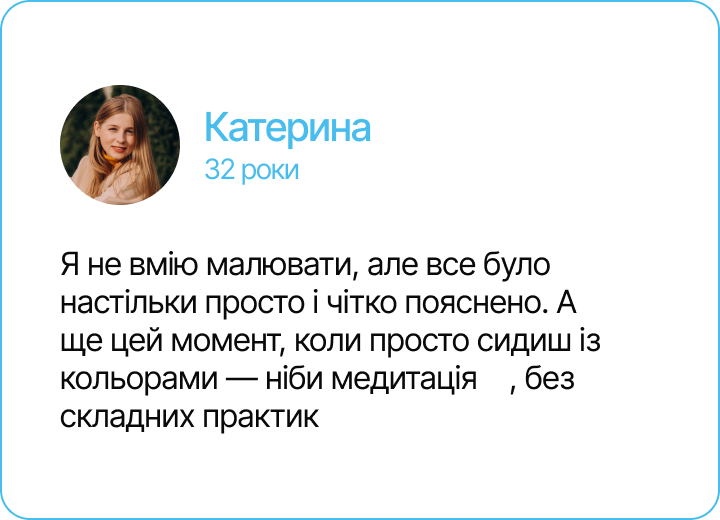 Катерина
32 роки
Я не вмію малювати, але все було
настільки просто і чітко пояснено. А
ще цей момент, коли просто сидиш із
кольорами — ніби медитація , без
складних практик